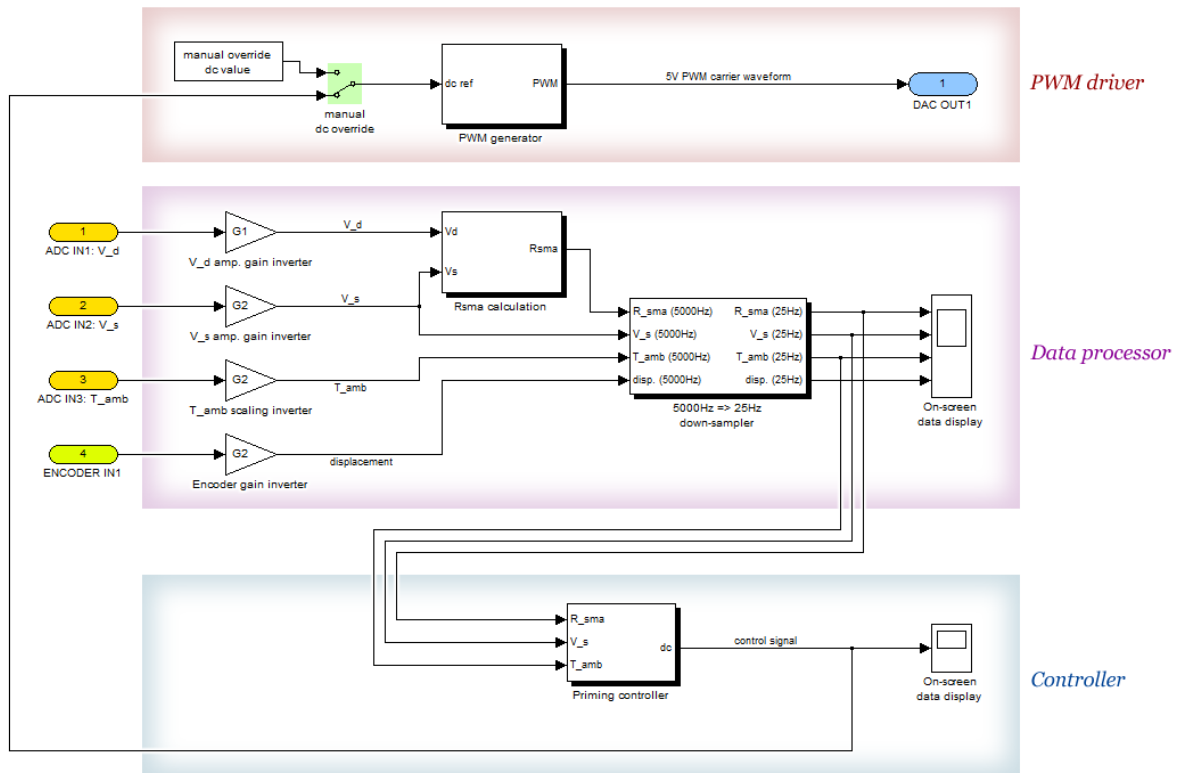 manual override
dc value
manual
dc override
dc ref
PWM
PWM generator
5V PWM carrier waveform
1
DAC OUT1
PWM driver
1
ADC IN1: V_d
G1
V_d amp. gain inverter
V_d
Vd
Vs
Rsma
Rsma calculation
2
ADC IN2: V_s
G2
V_s amp. gain inverter
V_s
3
ADC IN3: T_amb
G2
T_amb scaling inverter
T_amb
4
ENCODER IN1
G2
Encoder gain inverter
displacement
R_sma (5000Hz) R_sma (25Hz)
V_s (5000Hz) V_s (25Hz)
T_amb (5000Hz) T_amb (25Hz)
disp. (5000Hz) disp. (25Hz)
5000Hz => 25Hz
down-sampler
On-screen
data display
Data processor
R_sma
V_s
T_amb
dc
Priming controller
control signal
On-screen
data display
Controller